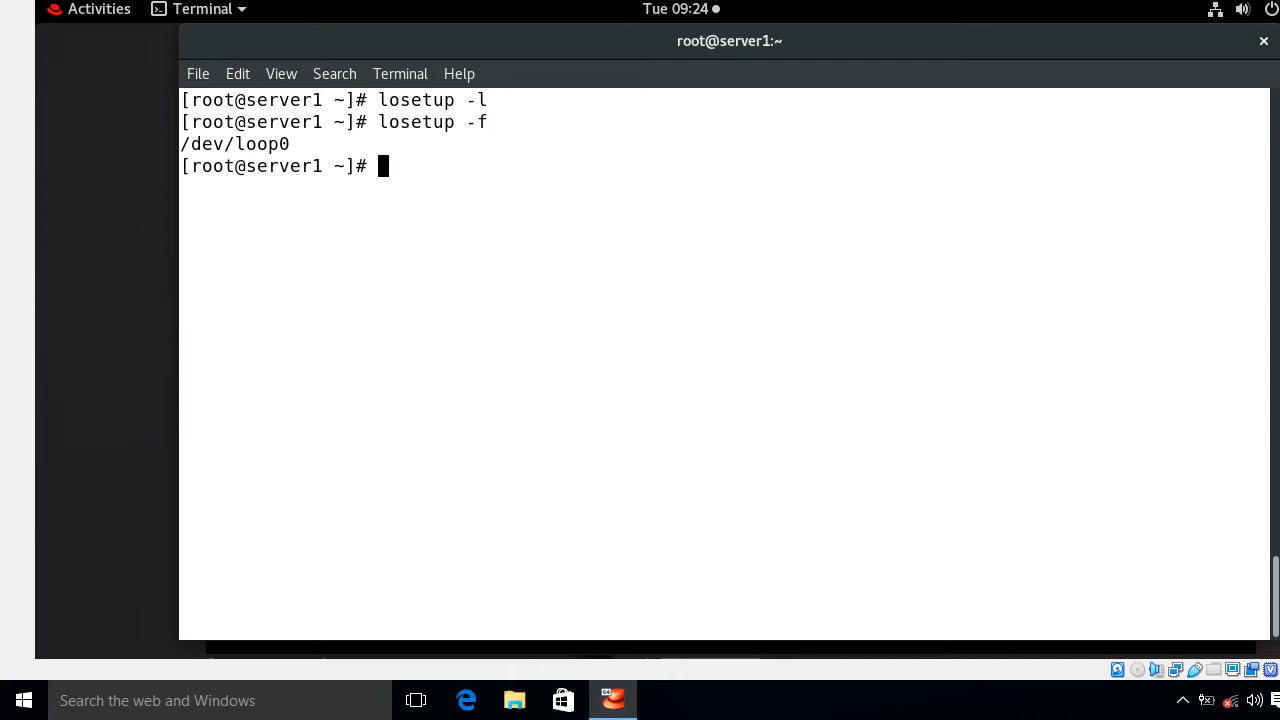 Activities Terminal Tue 09:24
root@server1:~
File Edit View Search Terminal Help
[root@server1 ~]# losetup -l
[root@server1 ~]# losetup -f
/dev/loop0
[root@server1 ~]#
Search the web and Windows